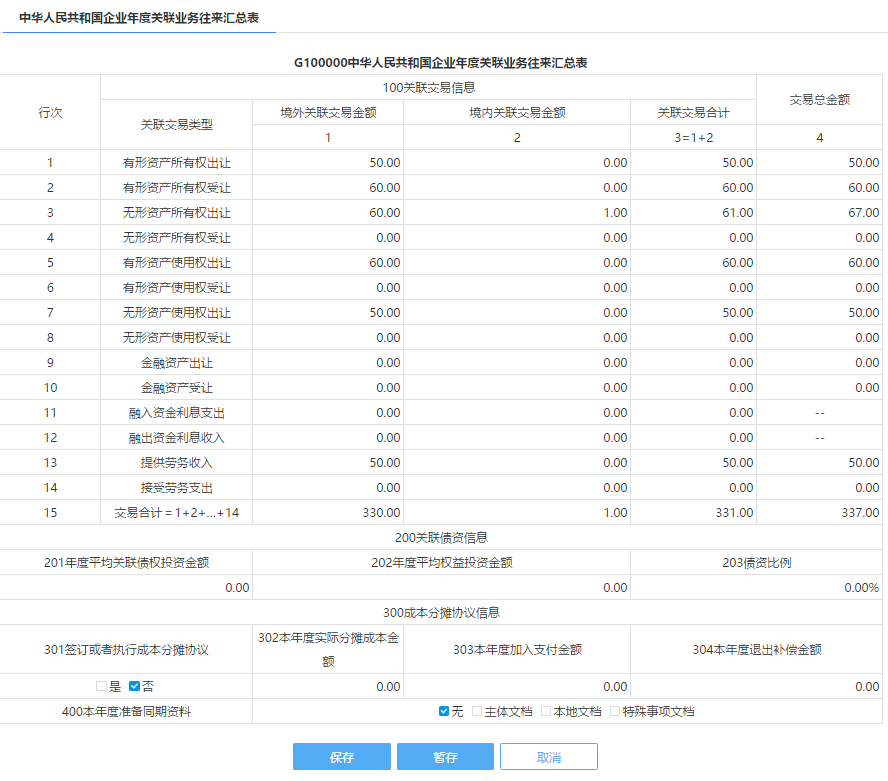 中华人民共和国企业年度关联业务往来汇总表
G100000中华人民共和国企业年度关联业务往来汇总表
行次 100关联交易信息 交易总金额
关联交易类型 境外关联交易金额 境内关联交易金额 关联交易合计
1 2 3=1+2 4
1 有形资产所有权出让 50.00 0.00 50.00 50.00
2 有形资产所有权受让 60.00 0.00 60.00 60.00
3 无形资产所有权出让 60.00 1.00 61.00 67.00
4 无形资产所有权受让 0.00 0.00 0.00 0.00
5 有形资产使用权出让 60.00 0.00 60.00 60.00
6 有形资产使用权受让 0.00 0.00 0.00 0.00
7 无形资产使用权出让 50.00 0.00 50.00 50.00
8 无形资产使用权受让 0.00 0.00 0.00 0.00
9 金融资产出让 0.00 0.00 0.00 0.00
10 金融资产受让 0.00 0.00 0.00 0.00
11 融入资金利息支出 0.00 0.00 0.00 --
12 融出资金利息收入 0.00 0.00 0.00 --
13 提供劳务收入 50.00 0.00 50.00 50.00
14 接受劳务支出 0.00 0.00 0.00 0.00
15 交易合计=1+2+...+14 330.00 1.00 331.00 337.00
200关联债资信息
201年度平均关联债权投资金额 202年度平均权益投资金额 203债资比例
0.00 0.00 0.00%
300成本分摊协议信息
301签订或者执行成本分摊协议 302本年度实际分摊成本金额 303本年度加入支付金额 304本年度退出补偿金额
是 否 0.00 0.00 0.00
400本年度准备同期资料 无 主体文档 本地文档 特殊事项文档
保存 暂存 取消